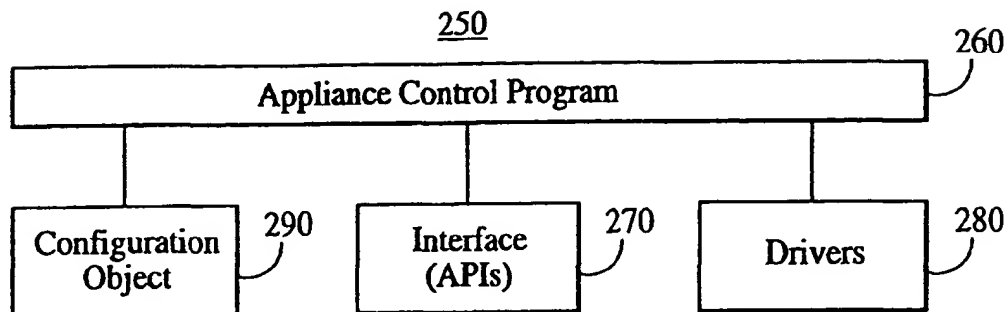 250
260
Appliance Control Program
290
Configuration
Object
270
Interface
(APIs)
280
Drivers